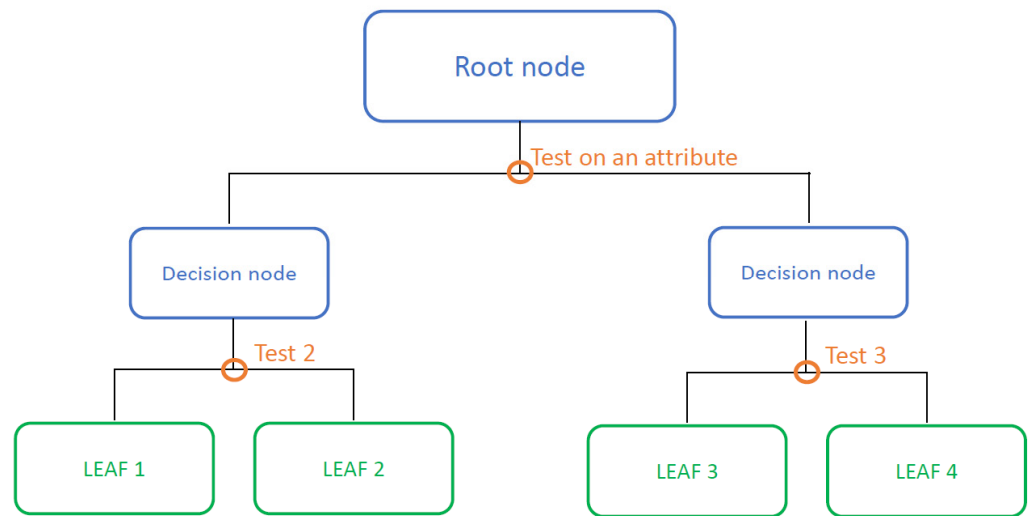 Root node
Test on an attribute
Decision node
Decision node
Test 2
Test 3
LEAF 1
LEAF 2
LEAF 3
LEAF 4